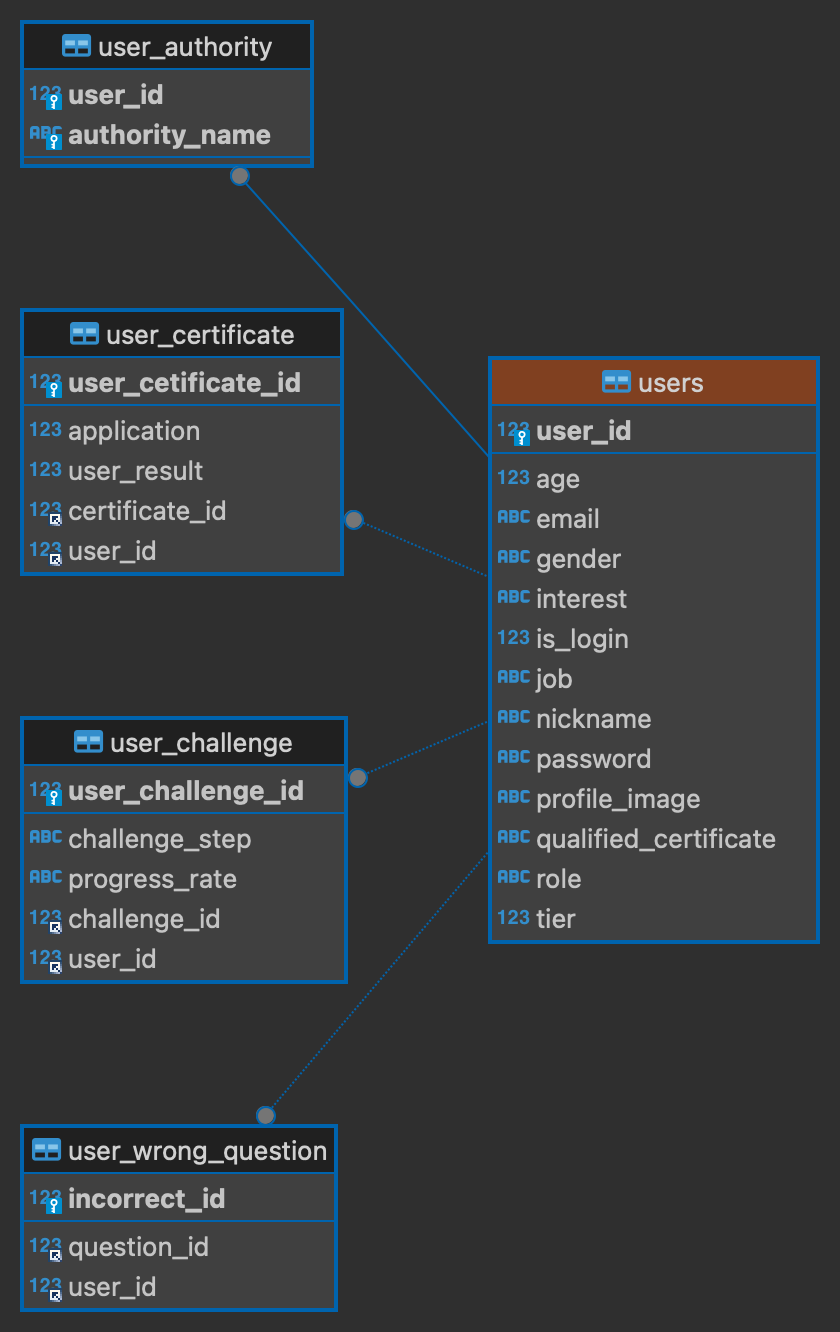 user_authority
123 user_id
ABC authority_name
user_certificate
123 user_cetificate_id
123 application
123 user_result
123 certificate_id
123 user_id
users
123 user_id
123 age
ABC email
ABC gender
ABC interest
123 is_login
ABC job
ABC nickname
ABC password
ABC profile_image
ABC qualified_certificate
ABC role
123 tier
user_challenge
123 user_challenge_id
ABC challenge_step
ABC progress_rate
123 challenge_id
123 user_id
user_wrong_question
123 incorrect_id
123 question_id
123 user_id